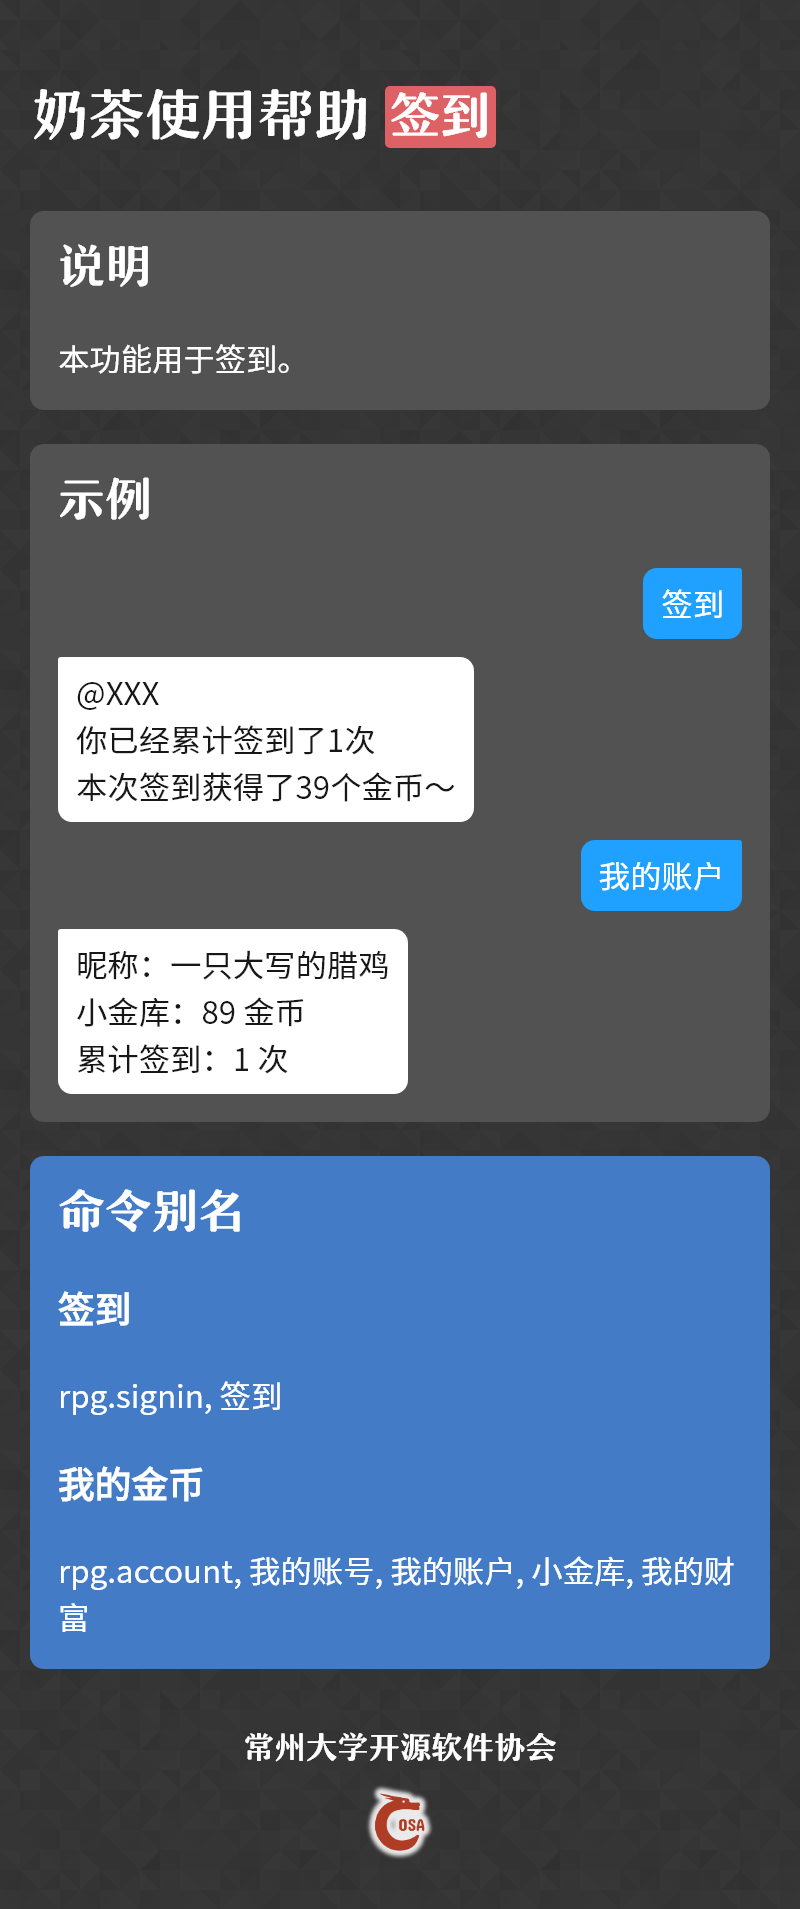 奶茶使用帮助 签到
说明
本功能用于签到。
示例
签到
@XXX
你已经累计签到了1次
本次签到获得了39个金币～
我的账户
昵称：一只大写的腊鸡
小金库：89 金币
累计签到：1 次
命令别名
签到
rpg.signin, 签到
我的金币
rpg.account, 我的账号, 我的账户, 小金库, 我的财
富
常州大学开源软件协会
OSA